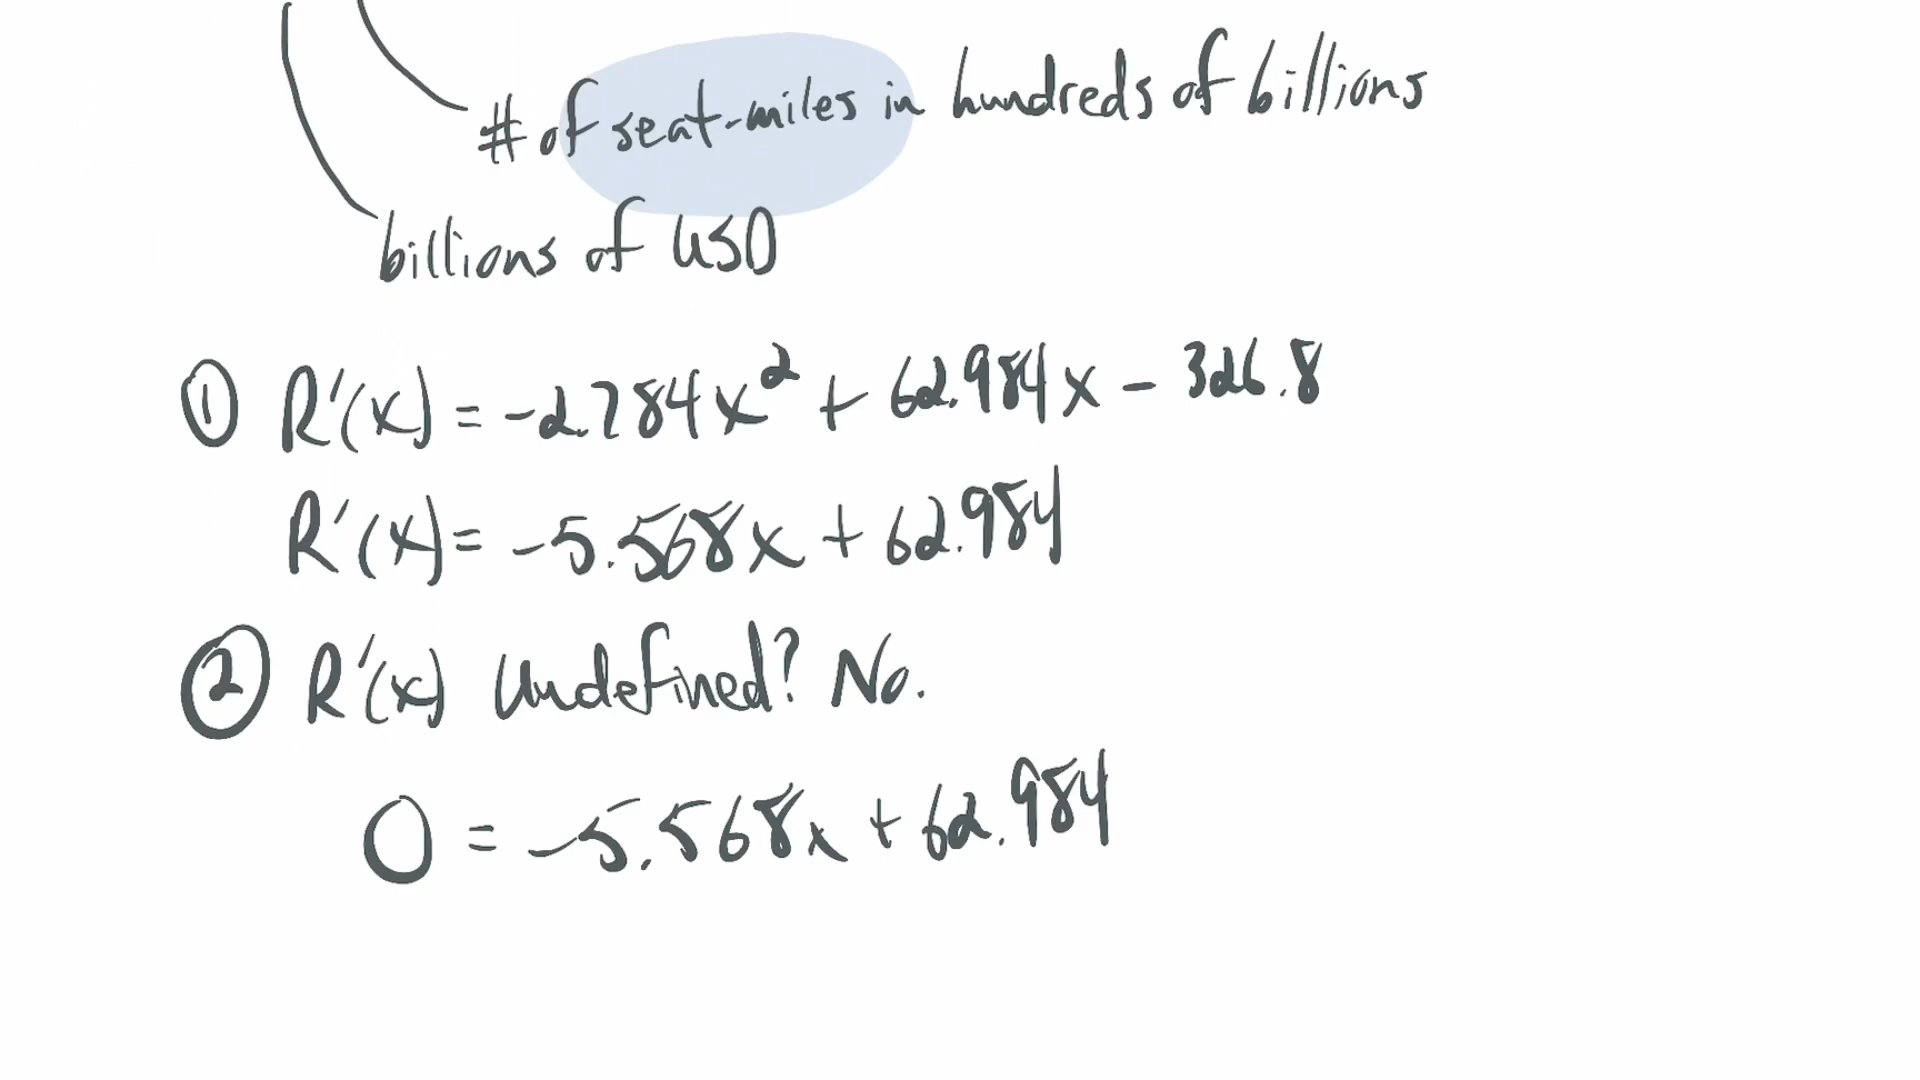 # of seat-miles in hundreds of billions
billions of USD
① R'(x) = -2.784x² + 62.984x - 326.8
R'(x) = -5.568x + 62.984
② R'(x) Undefined? No.
0 = -5.568x + 62.984